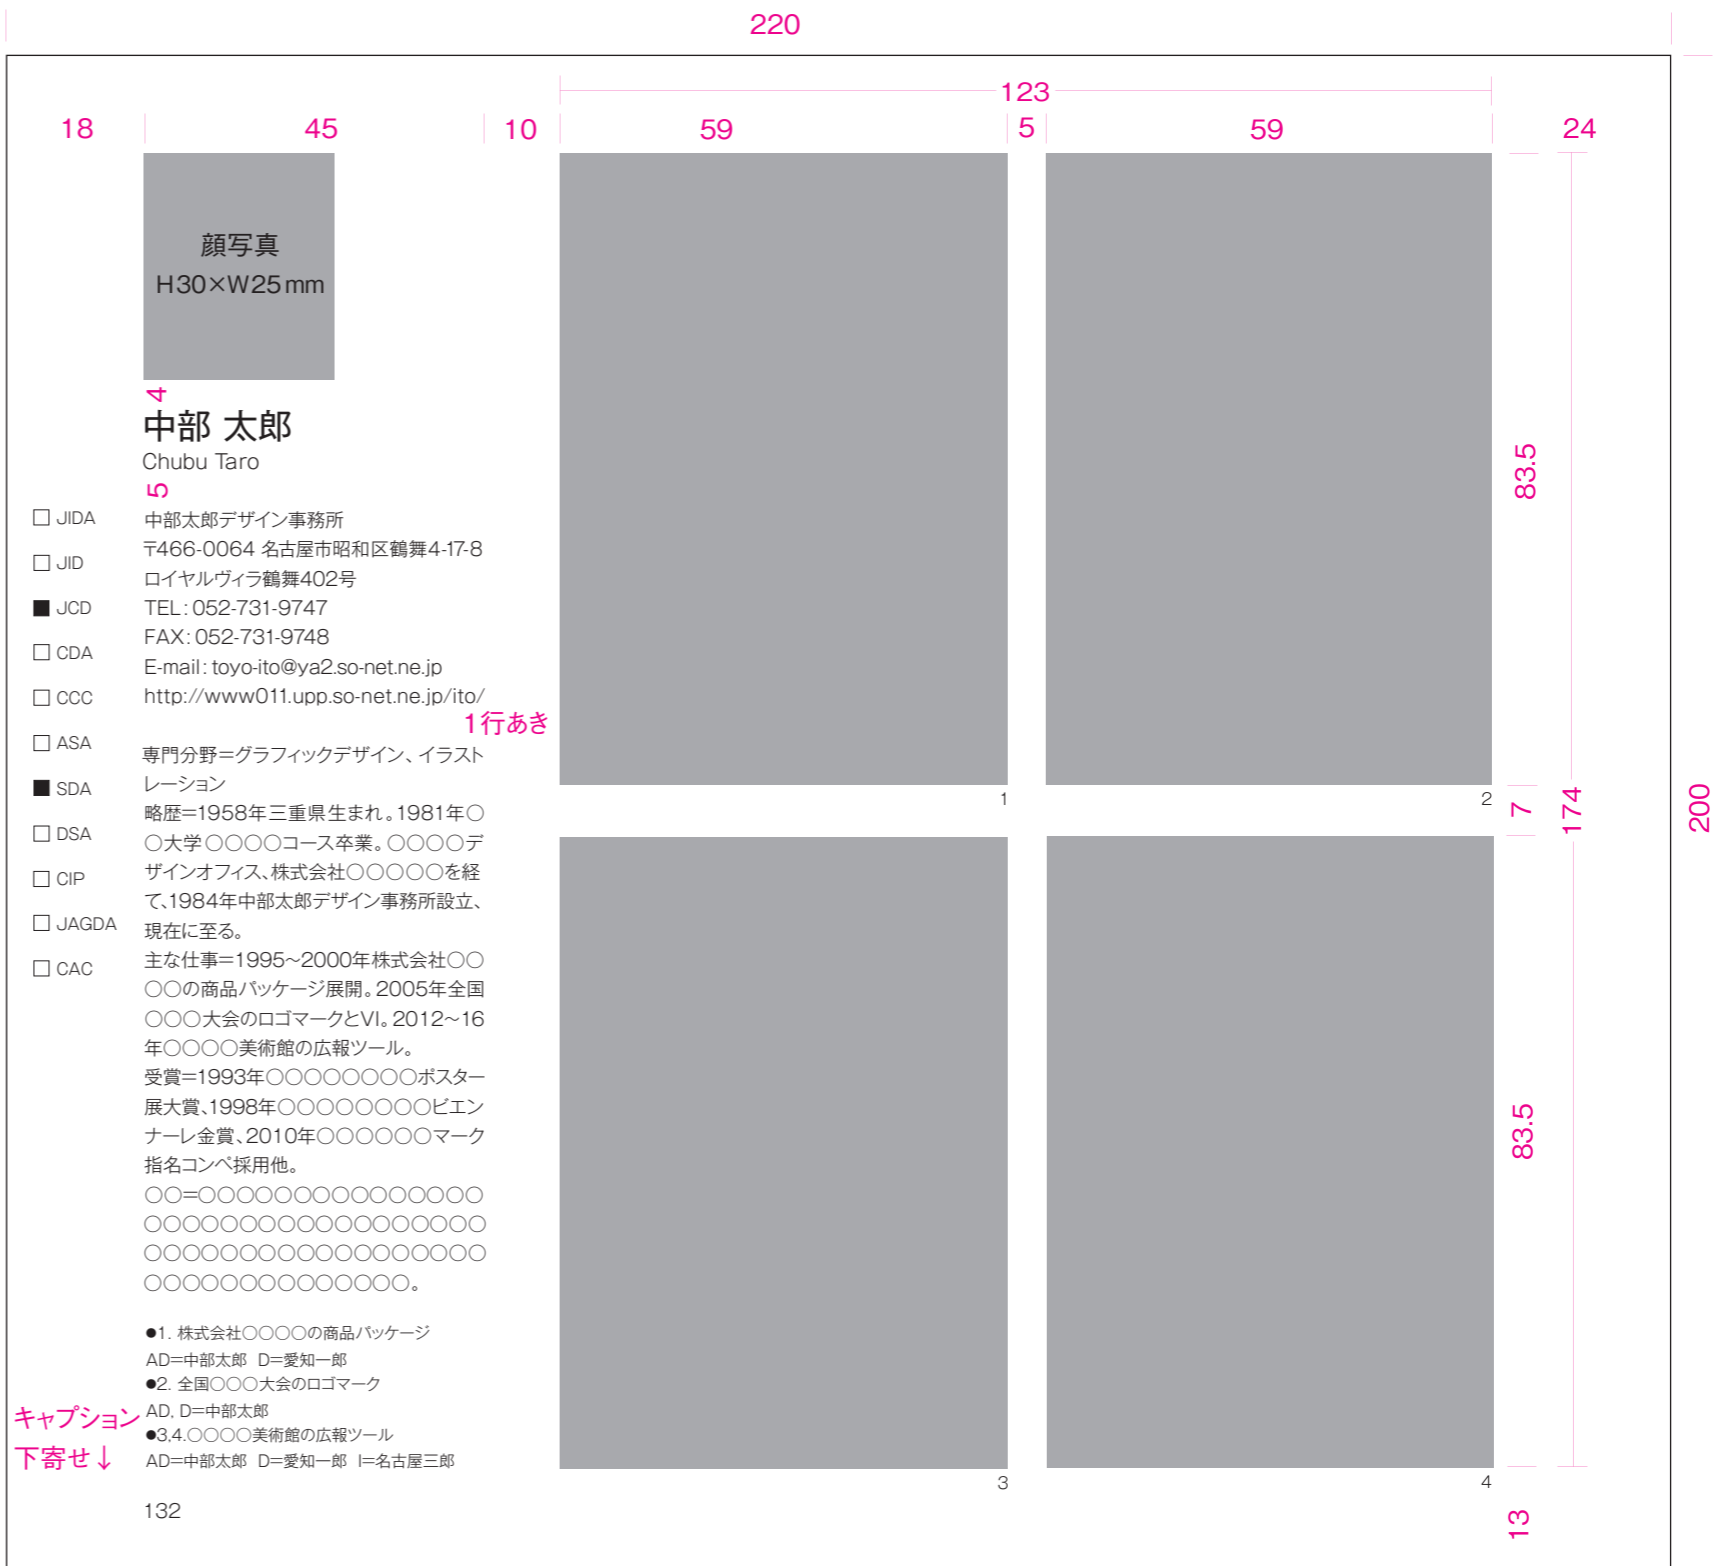 220
123
18 45 10 59 5 59 24
顔写真
H30×W25mm
4
中部 太郎
Chubu Taro
5
□ JIDA
□ JID
■ JCD
□ CDA
□ CCC
□ ASA
■ SDA
□ DSA
□ CIP
□ JAGDA
□ CAC
中部太郎デザイン事務所
〒466-0064 名古屋市昭和区鶴舞4-17-8
ロイヤルヴィラ鶴舞402号
TEL:052-731-9747
FAX:052-731-9748
E-mail:toyo-ito@ya2.so-net.ne.jp
http://www011.upp.so-net.ne.jp/ito/
1行あき
専門分野=グラフィックデザイン、イラスト
レーション
略歴=1958年三重県生まれ。1981年○
○大学○○○○コース卒業。○○○○デ
ザインオフィス、株式会社○○○○○を経
て、1984年中部太郎デザイン事務所設立、
現在に至る。
主な仕事=1995~2000年株式会社○○
○○の商品パッケージ展開。2005年全国
○○○大会のロゴマークとVI。2012~16
年○○○○美術館の広報ツール。
受賞=1993年○○○○○○○○ポスター
展大賞、1998年○○○○○○○○ビエン
ナーレ金賞、2010年○○○○○○マーク
指名コンペ採用他。
○○=○○○○○○○○○○○○○○○
○○○○○○○○○○○○○○○○○○
○○○○○○○○○○○○○○○○○○
○○○○○○○○○○○○○○。
●1. 株式会社○○○○の商品パッケージ
AD=中部太郎 D=愛知一郎
●2. 全国○○○大会のロゴマーク
AD, D=中部太郎
●3,4.○○○○美術館の広報ツール
AD=中部太郎 D=愛知一郎 I=名古屋三郎
キャプション
下寄せ↓
132
1
2
3
4
83.5
7
174
200
83.5
13